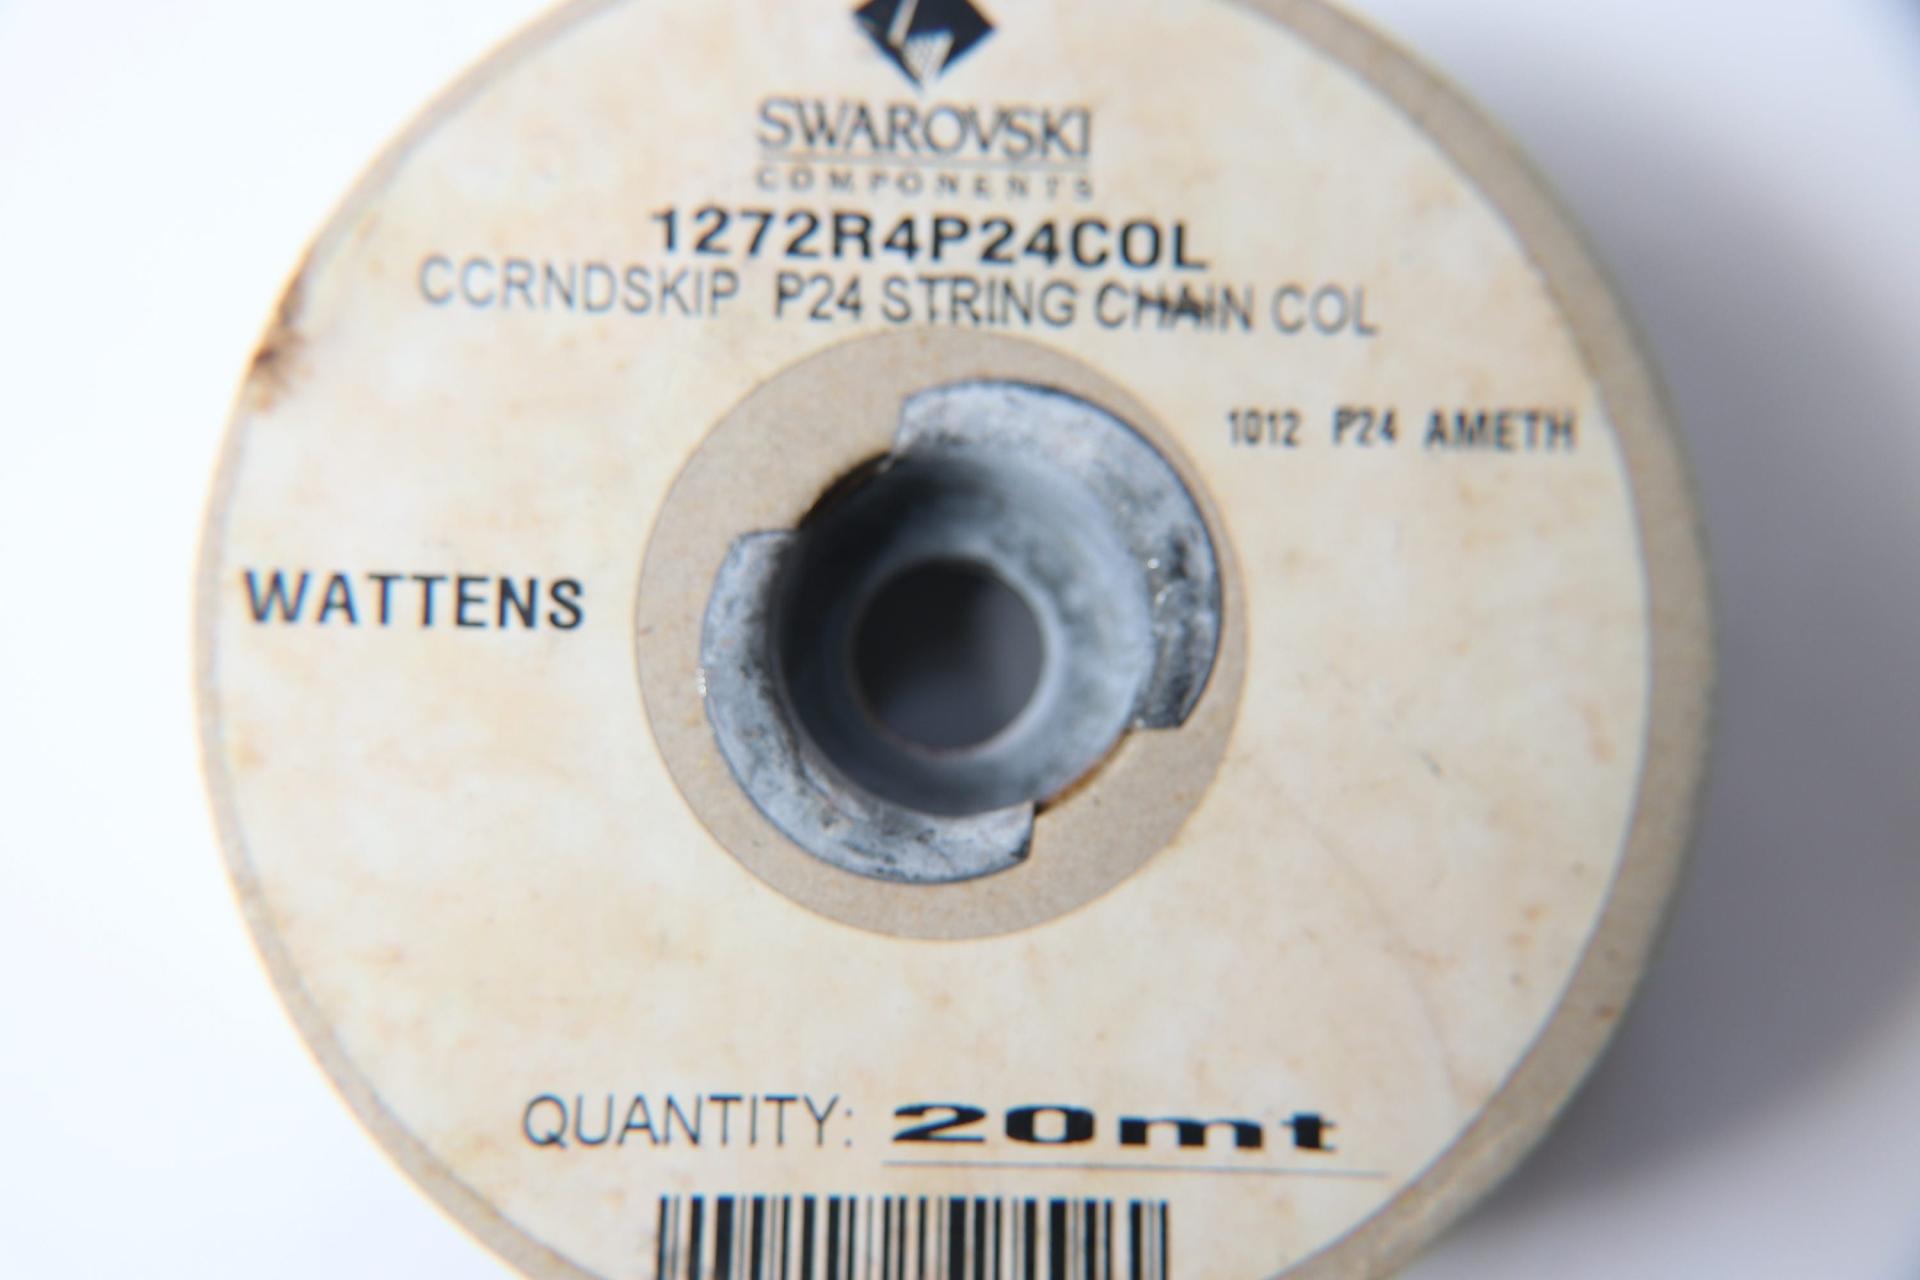 SWAROVSKI
COMPONENTS
1272R4P24COL
CCRNDSKIP P24 STRING CHAIN COL
1012 P24 AMETH
WATTENS
QUANTITY: 20mt